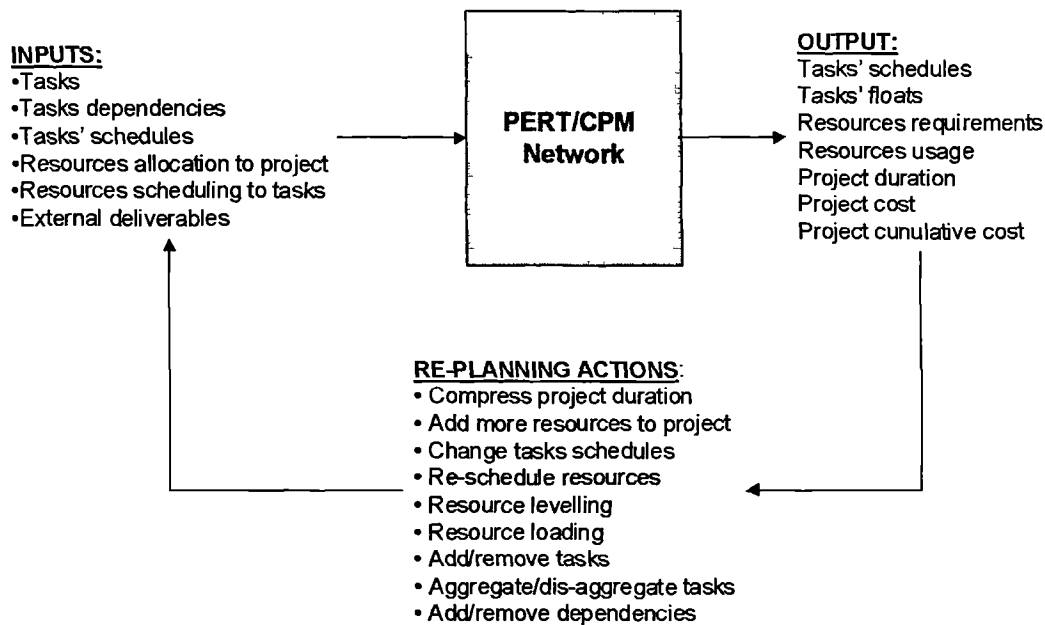 INPUTS:
•Tasks
•Tasks dependencies
•Tasks' schedules
•Resources allocation to project
•Resources scheduling to tasks
•External deliverables
PERT/CPM
Network
OUTPUT:
Tasks' schedules
Tasks' floats
Resources requirements
Resources usage
Project duration
Project cost
Project cunulative cost
RE-PLANNING ACTIONS:
• Compress project duration
• Add more resources to project
• Change tasks schedules
• Re-schedule resources
• Resource levelling
• Resource loading
• Add/remove tasks
• Aggregate/dis-aggregate tasks
• Add/remove dependencies